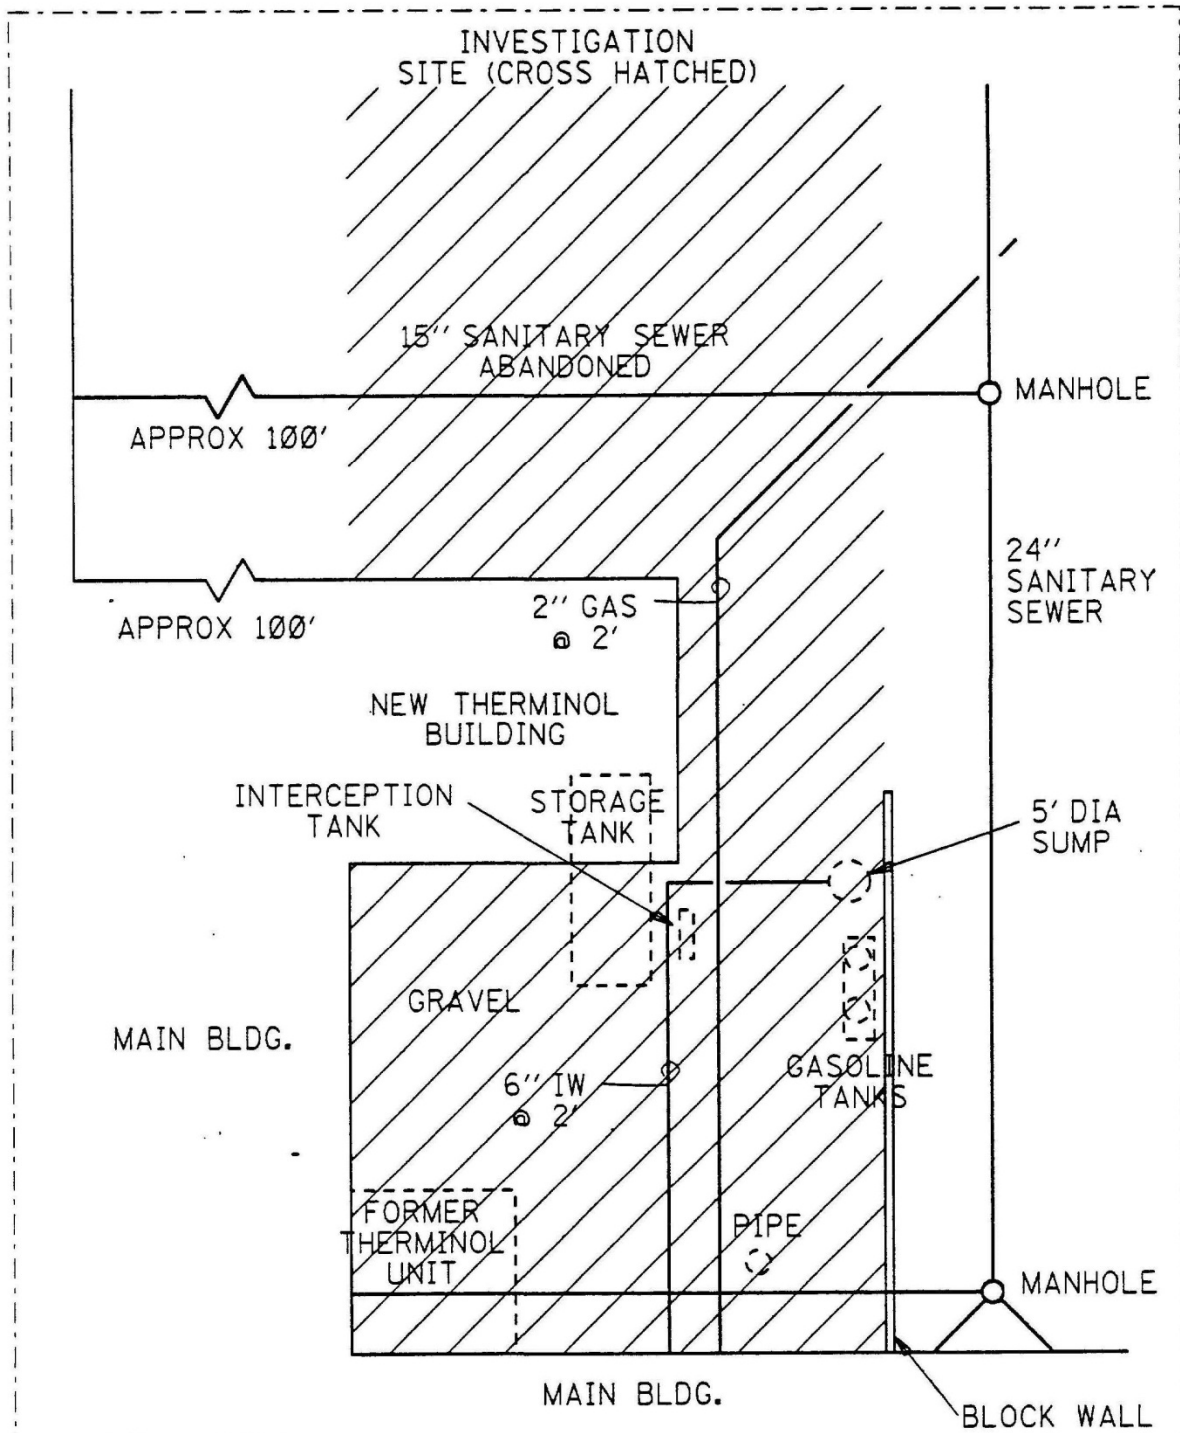 INVESTIGATION
SITE (CROSS HATCHED)
15'' SANITARY SEWER
ABANDONED
MANHOLE
APPROX 100'
24''
SANITARY
SEWER
2'' GAS
@ 2'
APPROX 100'
NEW THERMINOL
BUILDING
INTERCEPTION
TANK
STORAGE
TANK
5' DIA
SUMP
GRAVEL
MAIN BLDG.
GASOLINE
TANKS
6'' IW
@ 2'
FORMER
THERMINOL
UNIT
PIPE
MANHOLE
MAIN BLDG.
BLOCK WALL